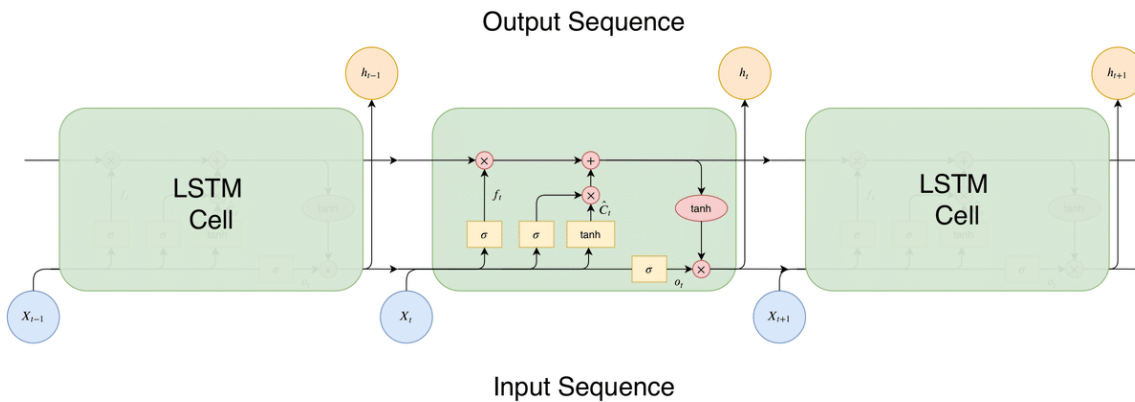 Output Sequence
h_{t−1}
h_t
h_{t+1}
LSTM
Cell
LSTM
Cell
×
+
f_t
×
Ĉ_t
tanh
σ
σ
tanh
σ
o_t
×
X_{t−1}
X_t
X_{t+1}
Input Sequence